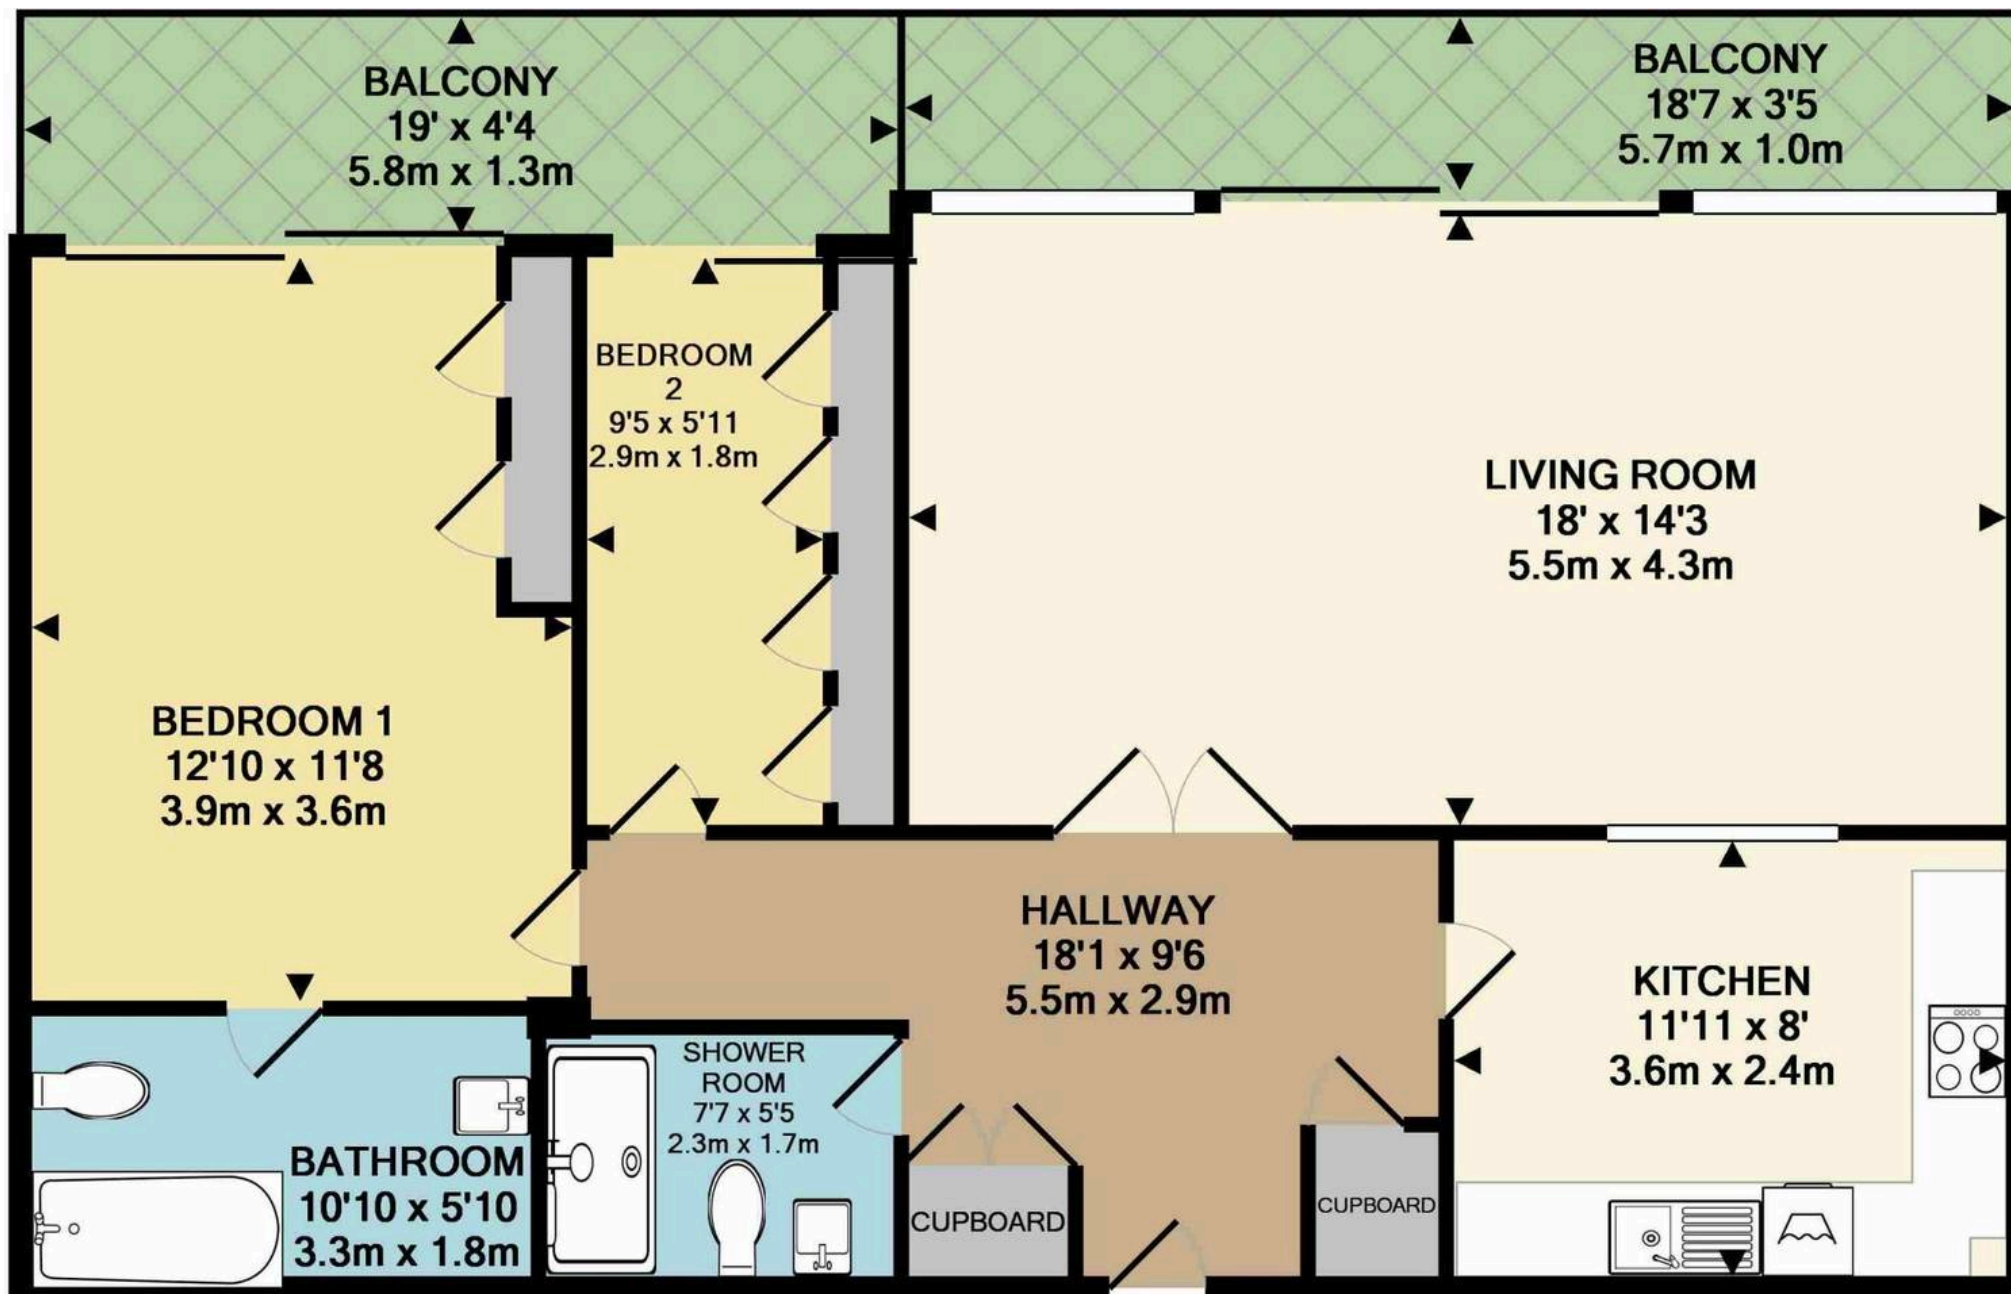 BALCONY
19' x 4'4
5.8m x 1.3m
BALCONY
18'7 x 3'5
5.7m x 1.0m
BEDROOM
2
9'5 x 5'11
2.9m x 1.8m
LIVING ROOM
18' x 14'3
5.5m x 4.3m
BEDROOM 1
12'10 x 11'8
3.9m x 3.6m
HALLWAY
18'1 x 9'6
5.5m x 2.9m
KITCHEN
11'11 x 8'
3.6m x 2.4m
SHOWER
ROOM
7'7 x 5'5
2.3m x 1.7m
BATHROOM
10'10 x 5'10
3.3m x 1.8m
CUPBOARD
CUPBOARD